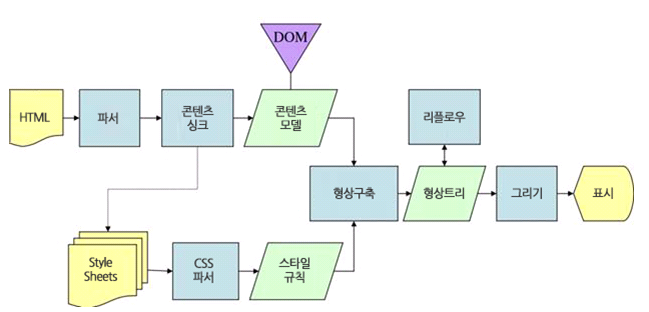 DOM
HTML
파서
콘텐츠
싱크
콘텐츠
모델
리플로우
형상구축
형상트리
그리기
표시
Style
Sheets
CSS
파서
스타일
규칙